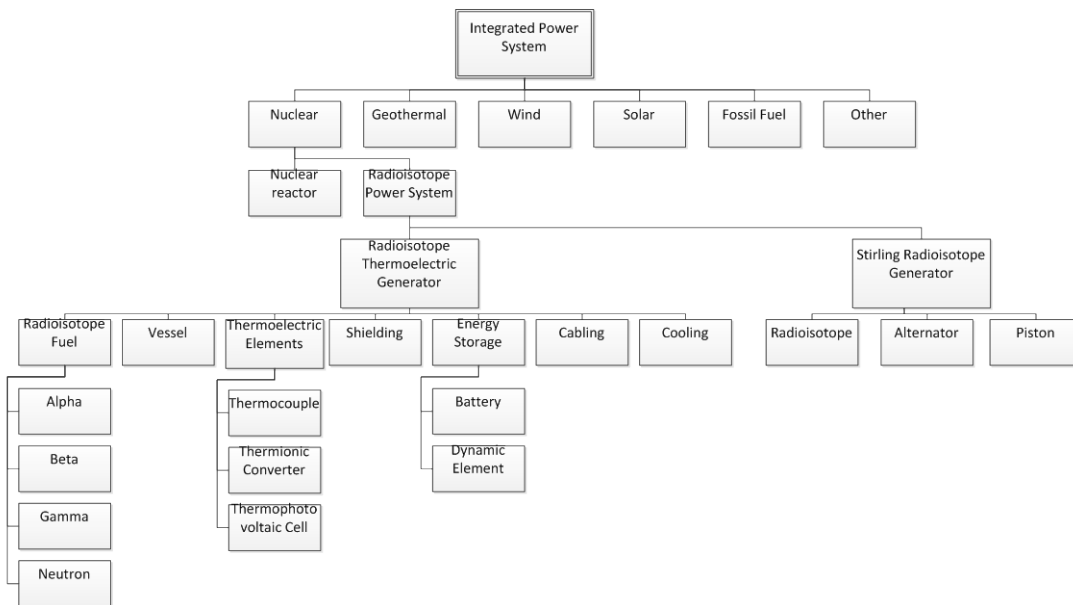 Integrated Power
System
Nuclear
Geothermal
Wind
Solar
Fossil Fuel
Other
Nuclear
reactor
Radioisotope
Power System
Radioisotope
Thermoelectric
Generator
Stirling Radioisotope
Generator
Radioisotope
Fuel
Vessel
Thermoelectric
Elements
Shielding
Energy
Storage
Cabling
Cooling
Radioisotope
Alternator
Piston
Alpha
Beta
Gamma
Neutron
Thermocouple
Thermionic
Converter
Thermophoto
voltaic Cell
Battery
Dynamic
Element